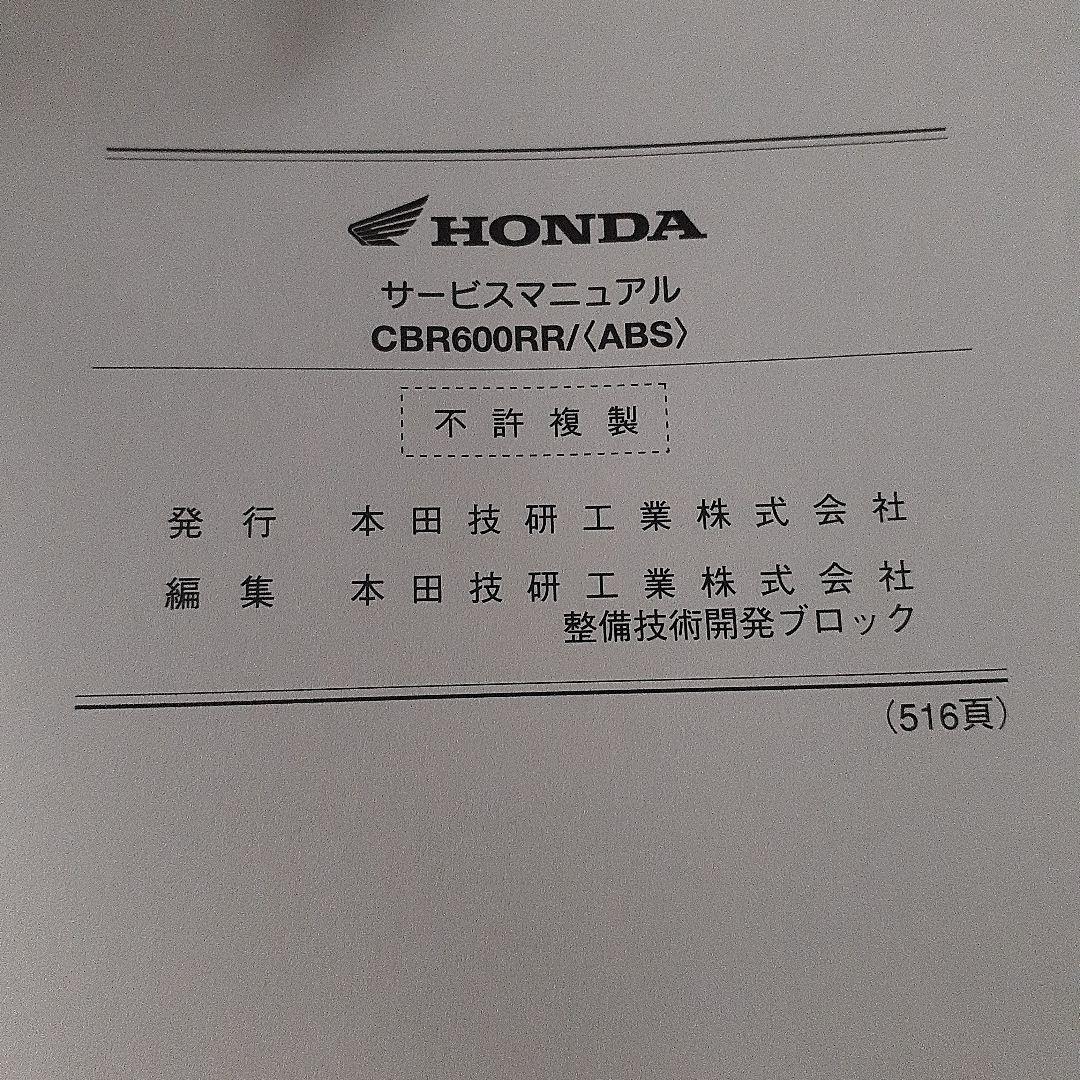 HONDA
サービスマニュアル
CBR600RR/〈ABS〉
不許複製
発行 本田技研工業株式会社
編集 本田技研工業株式会社
整備技術開発ブロック
（516頁）